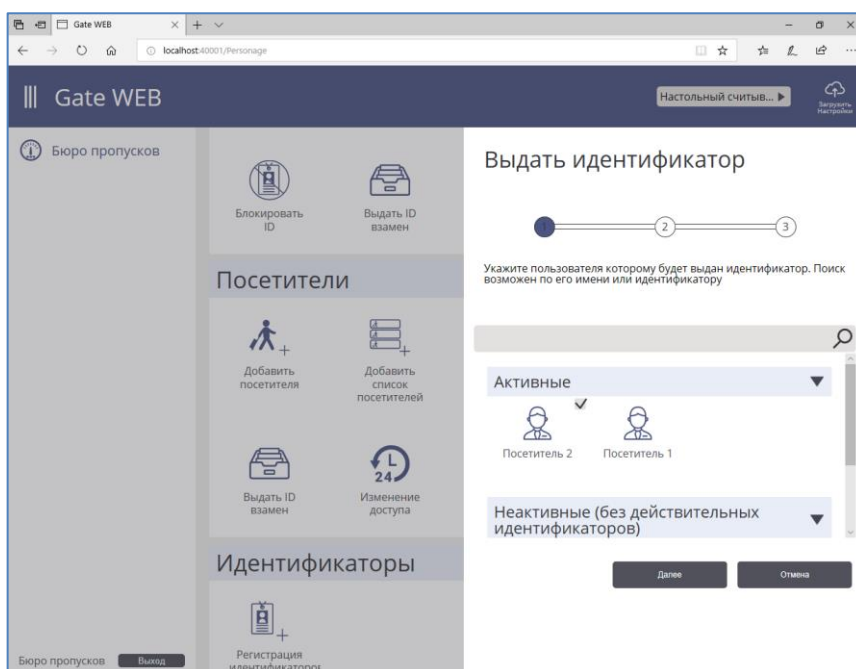 Gate WEB
localhost:40001/Personage
Gate WEB
Настольный считыв...
Загрузить
Настройки
Бюро пропусков
Блокировать
ID
Выдать ID
взамен
Посетители
Добавить
посетителя
Добавить
список
посетителей
Выдать ID
взамен
24
Изменение
доступа
Идентификаторы
Регистрация
идентификаторов
Бюро пропусков
Выход
Выдать идентификатор
1
2
3
Укажите пользователя которому будет выдан идентификатор. Поиск
возможен по его имени или идентификатору
Активные
Посетитель 2
Посетитель 1
Неактивные (без действительных
идентификаторов)
Далее
Отмена